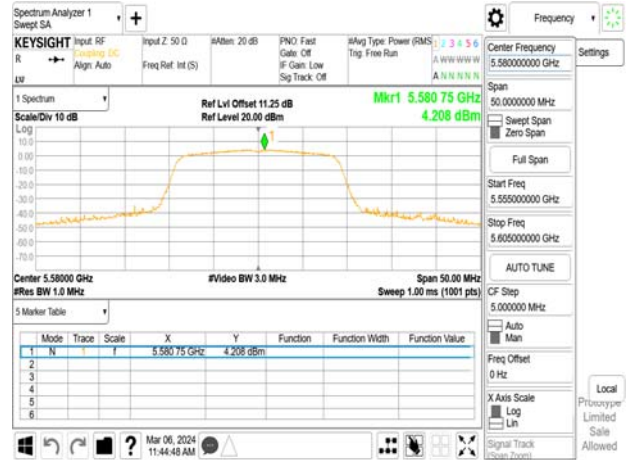 Spectrum Analyzer 1
Swept SA
+
Frequency
KEYSIGHT
R
LVI
Input: RF
Coupling: DC
Align: Auto
Input Z: 50 Ω
Freq Ref: Int (S)
#Atten: 20 dB
PNO: Fast
Gate: Off
IF Gain: Low
Sig Track: Off
#Avg Type: Power (RMS
Trig: Free Run
1 2 3 4 5 6
A W W W W W
A N N N N N
Center Frequency
5.580000000 GHz
Settings
Span
50.0000000 MHz
Swept Span
Zero Span
Full Span
Start Freq
5.555000000 GHz
Stop Freq
5.605000000 GHz
AUTO TUNE
CF Step
5.000000 MHz
Auto
Man
Freq Offset
0 Hz
X Axis Scale
Log
Lin
Signal Track
(Span Zoom)
Local
Prototype
Limited
Sale
Allowed
1 Spectrum
Scale/Div 10 dB
Ref Lvl Offset 11.25 dB
Ref Level 20.00 dBm
Mkr1 5.580 75 GHz
4.208 dBm
Log
10.0
0.00
-10.0
-20.0
-30.0
-40.0
-50.0
-60.0
-70.0
1
Center 5.58000 GHz
#Res BW 1.0 MHz
#Video BW 3.0 MHz
Span 50.00 MHz
Sweep 1.00 ms (1001 pts)
5 Marker Table
Mode Trace Scale X Y Function Function Width Function Value
1 N 1 f 5.580 75 GHz 4.208 dBm
2
3
4
5
6
?
Mar 06, 2024
11:44:48 AM